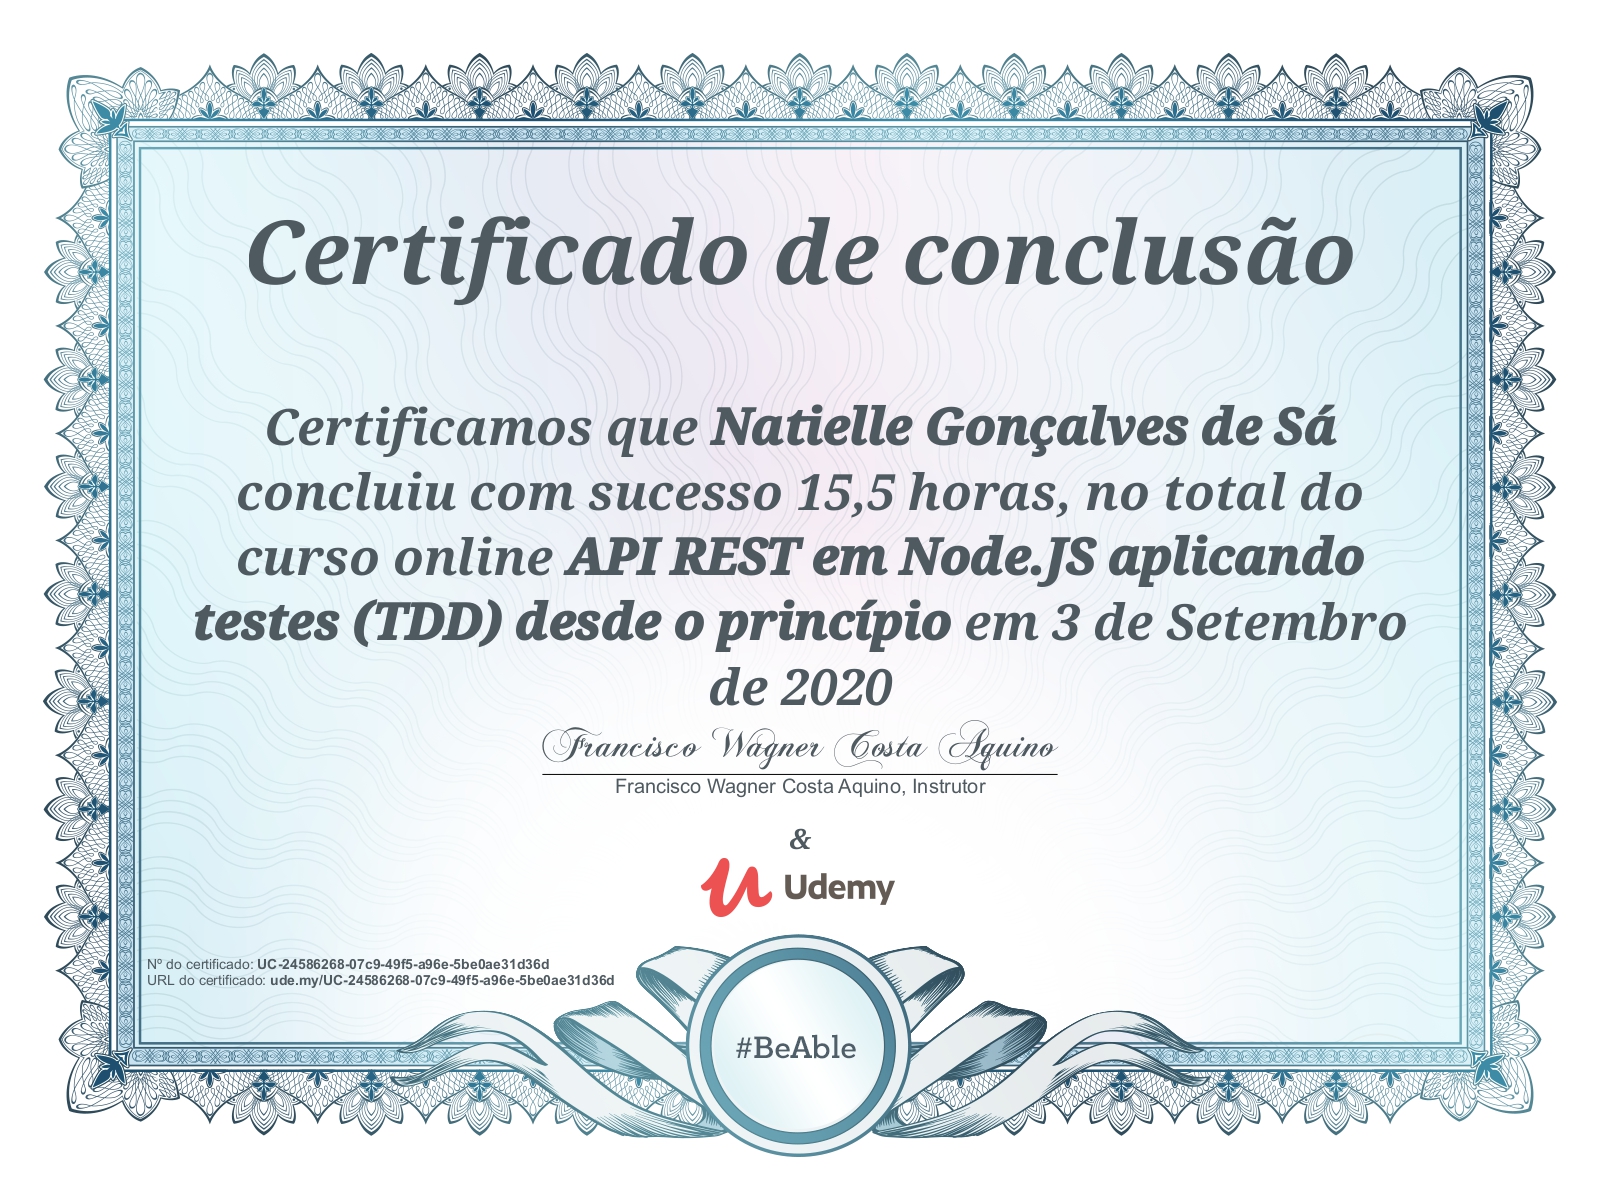 Certificado de conclusão
Certificamos que Natielle Gonçalves de Sá
concluiu com sucesso 15,5 horas, no total do
curso online API REST em Node.JS aplicando
testes (TDD) desde o princípio em 3 de Setembro
de 2020
Francisco Wagner Costa Aquino
Francisco Wagner Costa Aquino, Instrutor
&
Udemy
Nº do certificado: UC-24586268-07c9-49f5-a96e-5be0ae31d36d
URL do certificado: ude.my/UC-24586268-07c9-49f5-a96e-5be0ae31d36d
#BeAble